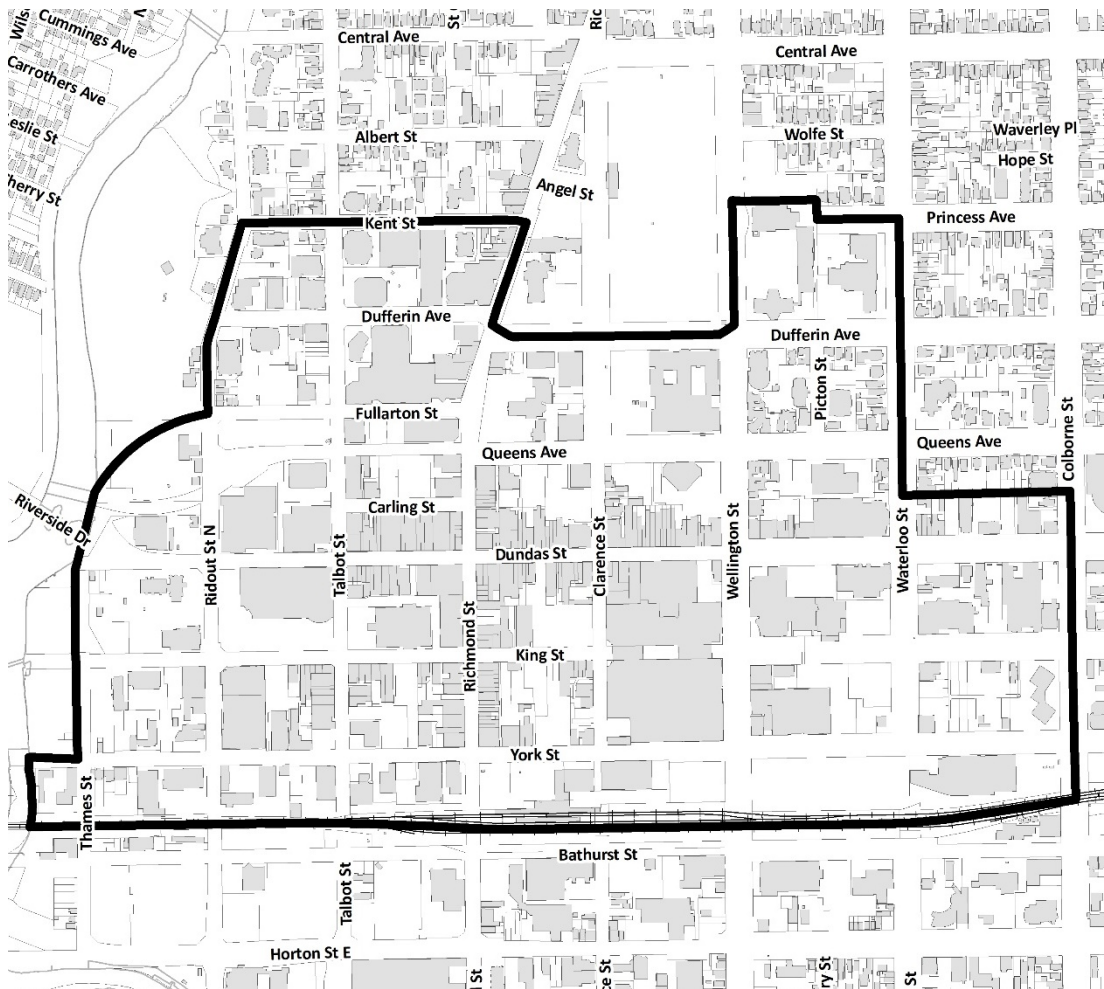 Cummings Ave
Central Ave
Central Ave
Carrothers Ave
Albert St
Wolfe St
Waverley Pl
Hope St
Angel St
Kent St
Princess Ave
Dufferin Ave
Dufferin Ave
Picton St
Fullarton St
Queens Ave
Queens Ave
Colborne St
Carling St
Riverside Dr
Dundas St
Clarence St
Wellington St
Waterloo St
Ridout St N
Talbot St
Richmond St
King St
York St
Thames St
Bathurst St
Talbot St
Horton St E
St
St
St